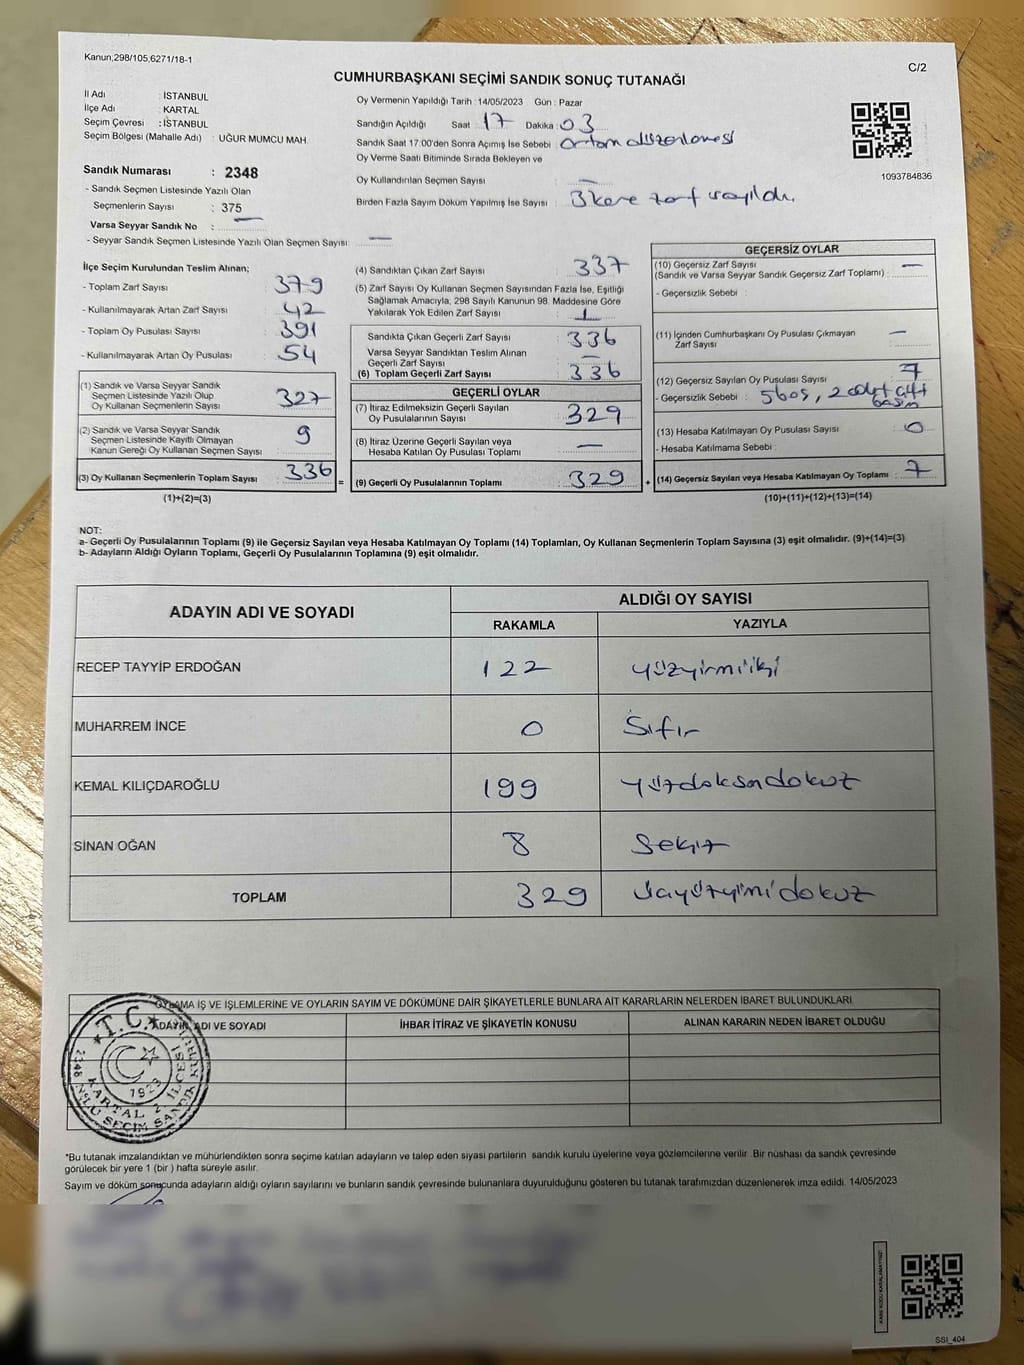 Kanun,298/105,6271/18-1
C/2
CUMHURBAŞKANI SEÇİMİ SANDIK SONUÇ TUTANAĞI
İl Adı : İSTANBUL
İlçe Adı : KARTAL
Seçim Çevresi : İSTANBUL
Seçim Bölgesi (Mahalle Adı) : UĞUR MUMCU MAH.
Sandık Numarası : 2348
- Sandık Seçmen Listesinde Yazılı Olan
Seçmenlerin Sayısı : 375
Varsa Seyyar Sandık No : —
- Seyyar Sandık Seçmen Listesinde Yazılı Olan Seçmen Sayısı: —
Oy Vermenin Yapıldığı Tarih : 14/05/2023 Gün : Pazar
Sandığın Açıldığı Saat : 17 Dakika : 03
Sandık Saat 17:00'den Sonra Açımış İse Sebebi : Ortam düzenlemesi
Oy Verme Saati Bitiminde Sırada Bekleyen ve
Oy Kullandırılan Seçmen Sayısı : —
Birden Fazla Sayım Döküm Yapılmış İse Sayısı : 3 kere zarf sayıldı.
1093784836
İlçe Seçim Kurulundan Teslim Alınan;
- Toplam Zarf Sayısı : 379
- Kullanılmayarak Artan Zarf Sayısı : 42
- Toplam Oy Pusulası Sayısı : 391
- Kullanılmayarak Artan Oy Pusulası : 54
(1) Sandık ve Varsa Seyyar Sandık
Seçmen Listesinde Yazılı Olup
Oy Kullanan Seçmenlerin Sayısı : 327
(2) Sandık ve Varsa Seyyar Sandık
Seçmen Listesinde Kayıtlı Olmayan
Kanun Gereği Oy Kullanan Seçmen Sayısı : 9
(3) Oy Kullanan Seçmenlerin Toplam Sayısı : 336
(1)+(2)=(3)
(4) Sandıktan Çıkan Zarf Sayısı : 337
(5) Zarf Sayısı Oy Kullanan Seçmen Sayısından Fazla İse, Eşitliği
Sağlamak Amacıyla, 298 Sayılı Kanunun 98. Maddesine Göre
Yakılarak Yok Edilen Zarf Sayısı : 1
Sandıkta Çıkan Geçerli Zarf Sayısı : 336
Varsa Seyyar Sandıktan Teslim Alınan
Geçerli Zarf Sayısı : —
(6) Toplam Geçerli Zarf Sayısı : 336
GEÇERLİ OYLAR
(7) İtiraz Edilmeksizin Geçerli Sayılan
Oy Pusulalarının Sayısı : 329
(8) İtiraz Üzerine Geçerli Sayılan veya
Hesaba Katılan Oy Pusulası Toplamı : —
= (9) Geçerli Oy Pusulalarının Toplamı : 329
GEÇERSİZ OYLAR
(10) Geçersiz Zarf Sayısı
(Sandık ve Varsa Seyyar Sandık Geçersiz Zarf Toplamı) : —
- Geçersizlik Sebebi :
(11) İçinden Cumhurbaşkanı Oy Pusulası Çıkmayan
Zarf Sayısı : —
(12) Geçersiz Sayılan Oy Pusulası Sayısı : 7
- Geçersizlik Sebebi : 5 boş, 2 adet çift
basım
(13) Hesaba Katılmayan Oy Pusulası Sayısı : 0
- Hesaba Katılmama Sebebi :
+ (14) Geçersiz Sayılan veya Hesaba Katılmayan Oy Toplamı : 7
(10)+(11)+(12)+(13)=(14)
NOT:
a- Geçerli Oy Pusulalarının Toplamı (9) ile Geçersiz Sayılan veya Hesaba Katılmayan Oy Toplamı (14) Toplamları, Oy Kullanan Seçmenlerin Toplam Sayısına (3) eşit olmalıdır. (9)+(14)=(3)
b- Adayların Aldığı Oyların Toplamı, Geçerli Oy Pusulalarının Toplamına (9) eşit olmalıdır.
ADAYIN ADI VE SOYADI
ALDIĞI OY SAYISI
RAKAMLA YAZIYLA
RECEP TAYYİP ERDOĞAN 122 yüzyirmiiki
MUHARREM İNCE 0 Sıfır
KEMAL KILIÇDAROĞLU 199 yüzdoksandokuz
SİNAN OĞAN 8 Sekiz
TOPLAM 329 üçyüzyirmidokuz
OYLAMA İŞ VE İŞLEMLERİNE VE OYLARIN SAYIM VE DÖKÜMÜNE DAİR ŞİKAYETLERLE BUNLARA AİT KARARLARIN NELERDEN İBARET BULUNDUKLARI
ADAYIN ADI VE SOYADI İHBAR İTİRAZ VE ŞİKAYETİN KONUSU ALINAN KARARIN NEDEN İBARET OLDUĞU
T.C.
1923
2348 NOLU SEÇİM SANDIK KURULU
KARTAL 2. İLÇESİ
*Bu tutanak imzalandıktan ve mühürlendikten sonra seçime katılan adayların ve talep eden siyasi partilerin sandık kurulu üyelerine veya gözlemcilerine verilir. Bir nüshası da sandık çevresinde
görülecek bir yere 1 (bir ) hafta süreyle asılır.
Sayım ve döküm sonucunda adayların aldığı oyların sayılarını ve bunların sandık çevresinde bulunanlara duyurulduğunu gösteren bu tutanak tarafımızdan düzenlenerek imza edildi. 14/05/2023
KARE KODU KARALAMAYINIZ!
SSI_404